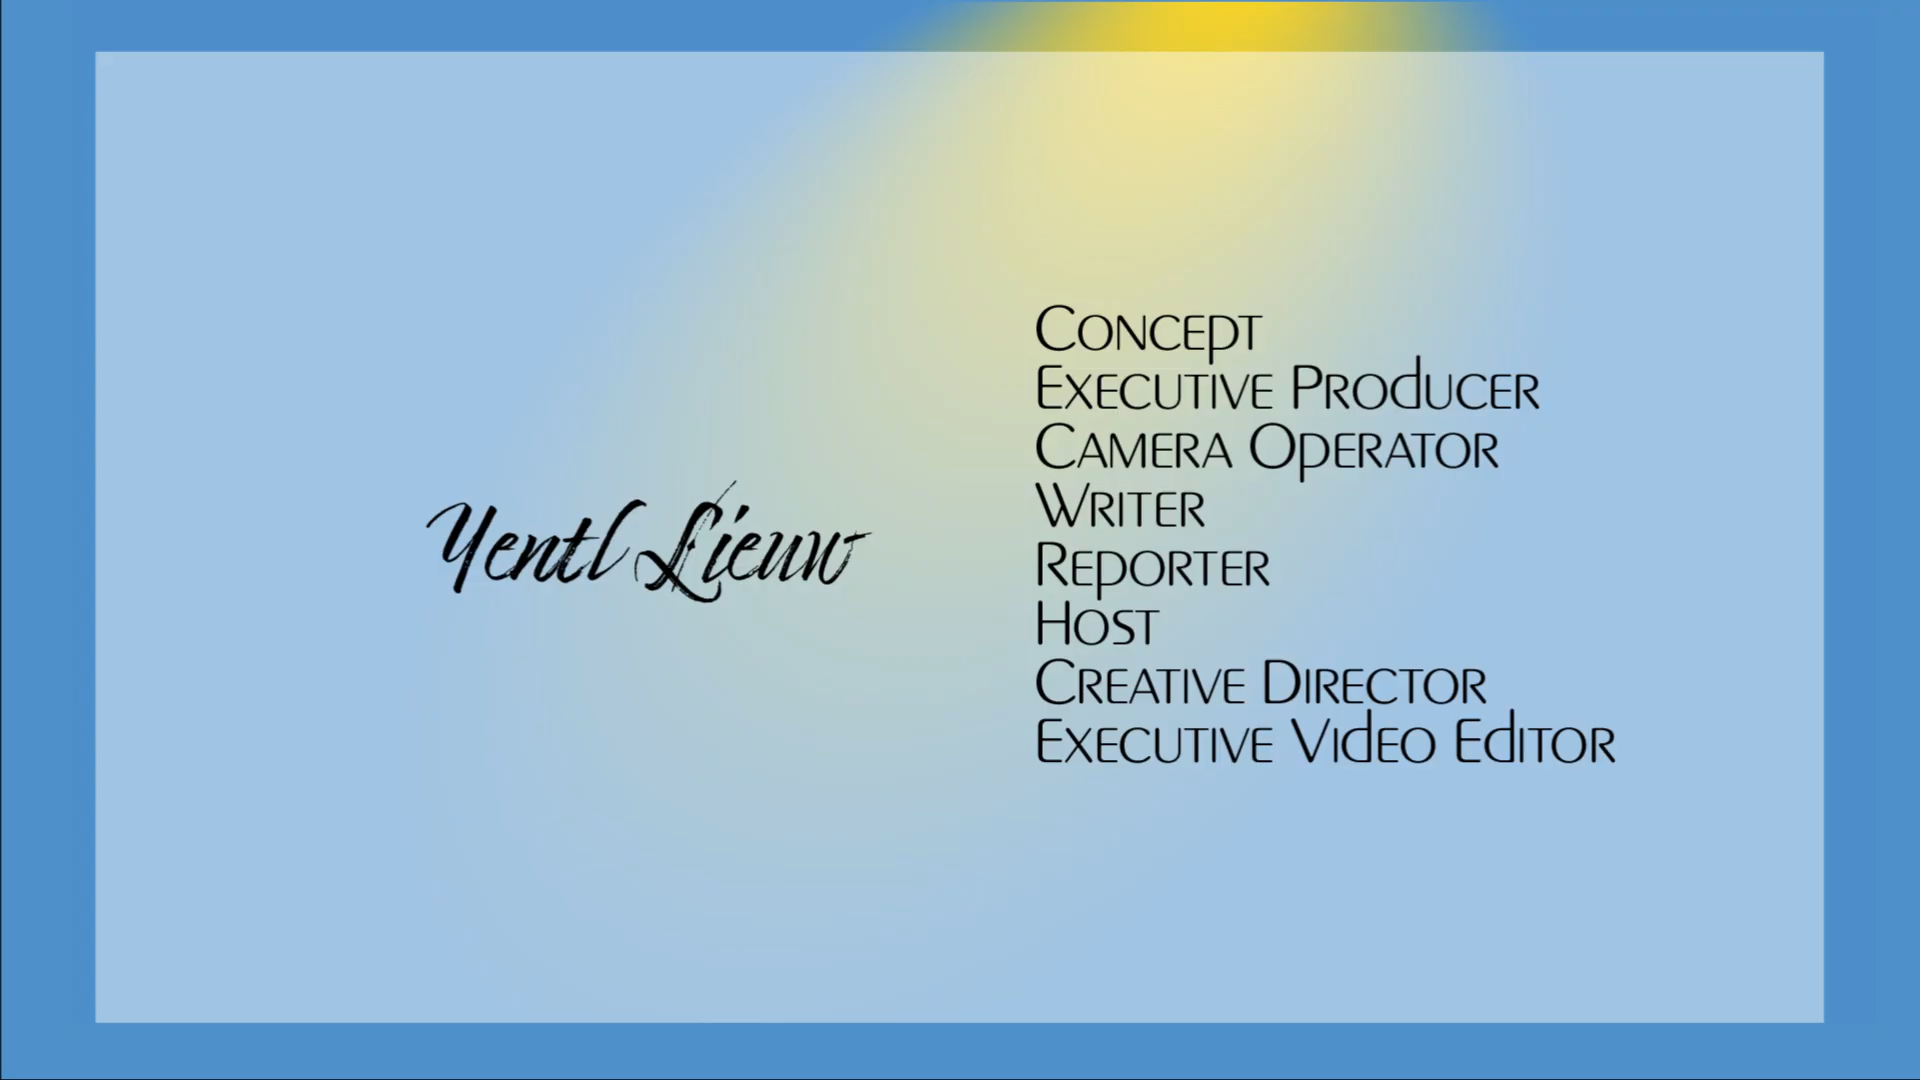 Yentl Lieuw
Concept
Executive Producer
Camera Operator
Writer
Reporter
Host
Creative Director
Executive Video Editor